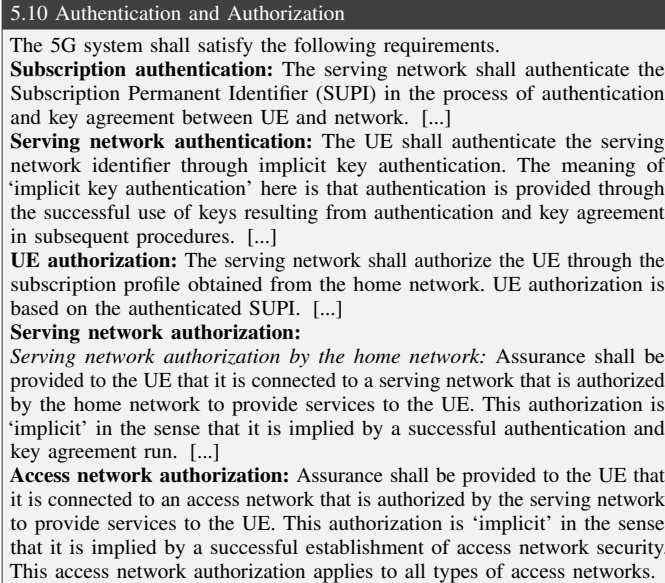 5.10 Authentication and Authorization
The 5G system shall satisfy the following requirements.
Subscription authentication: The serving network shall authenticate the
Subscription Permanent Identifier (SUPI) in the process of authentication
and key agreement between UE and network. [...]
Serving network authentication: The UE shall authenticate the serving
network identifier through implicit key authentication. The meaning of
‘implicit key authentication’ here is that authentication is provided through
the successful use of keys resulting from authentication and key agreement
in subsequent procedures. [...]
UE authorization: The serving network shall authorize the UE through the
subscription profile obtained from the home network. UE authorization is
based on the authenticated SUPI. [...]
Serving network authorization:
Serving network authorization by the home network: Assurance shall be
provided to the UE that it is connected to a serving network that is authorized
by the home network to provide services to the UE. This authorization is
‘implicit’ in the sense that it is implied by a successful authentication and
key agreement run. [...]
Access network authorization: Assurance shall be provided to the UE that
it is connected to an access network that is authorized by the serving network
to provide services to the UE. This authorization is ‘implicit’ in the sense
that it is implied by a successful establishment of access network security.
This access network authorization applies to all types of access networks.